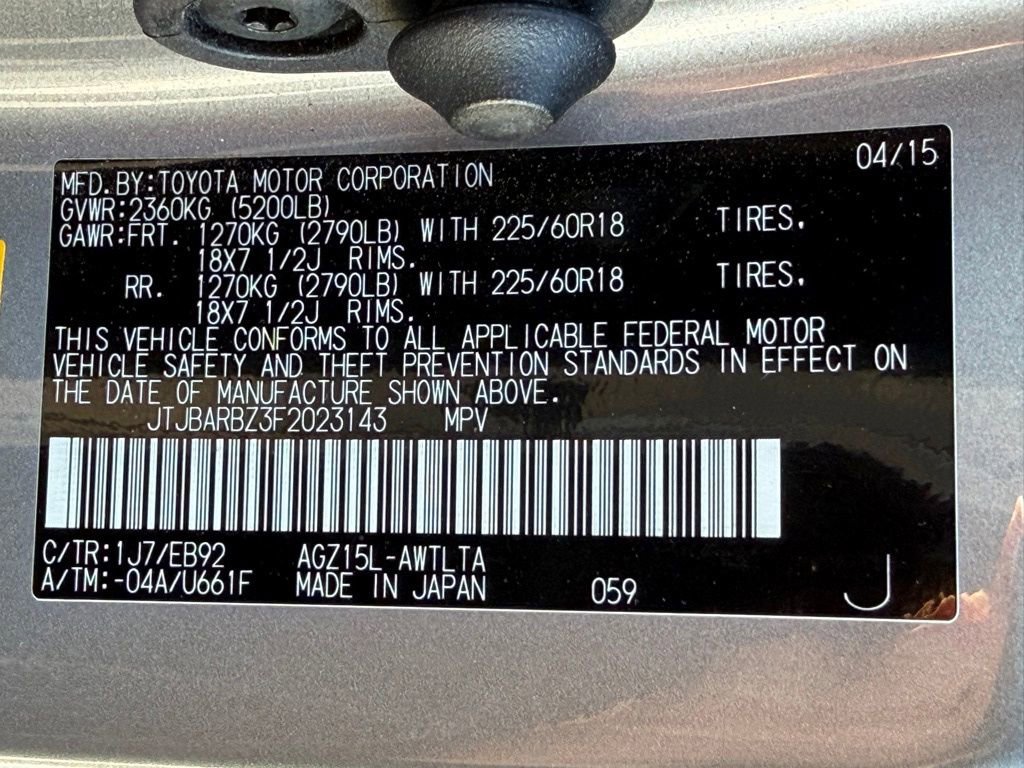 04/15
MFD. BY:TOYOTA MOTOR CORPORATION
GVWR:2360KG (5200LB)
GAWR:FRT. 1270KG (2790LB) WITH 225/60R18 TIRES.
18X7 1/2J RIMS.
RR. 1270KG (2790LB) WITH 225/60R18 TIRES.
18X7 1/2J RIMS.
THIS VEHICLE CONFORMS TO ALL APPLICABLE FEDERAL MOTOR
VEHICLE SAFETY AND THEFT PREVENTION STANDARDS IN EFFECT ON
THE DATE OF MANUFACTURE SHOWN ABOVE.
JTJBARBZ3F2023143 MPV
C/TR:1J7/EB92 AGZ15L-AWTLTA
A/TM:-04A/U661F MADE IN JAPAN 059 J